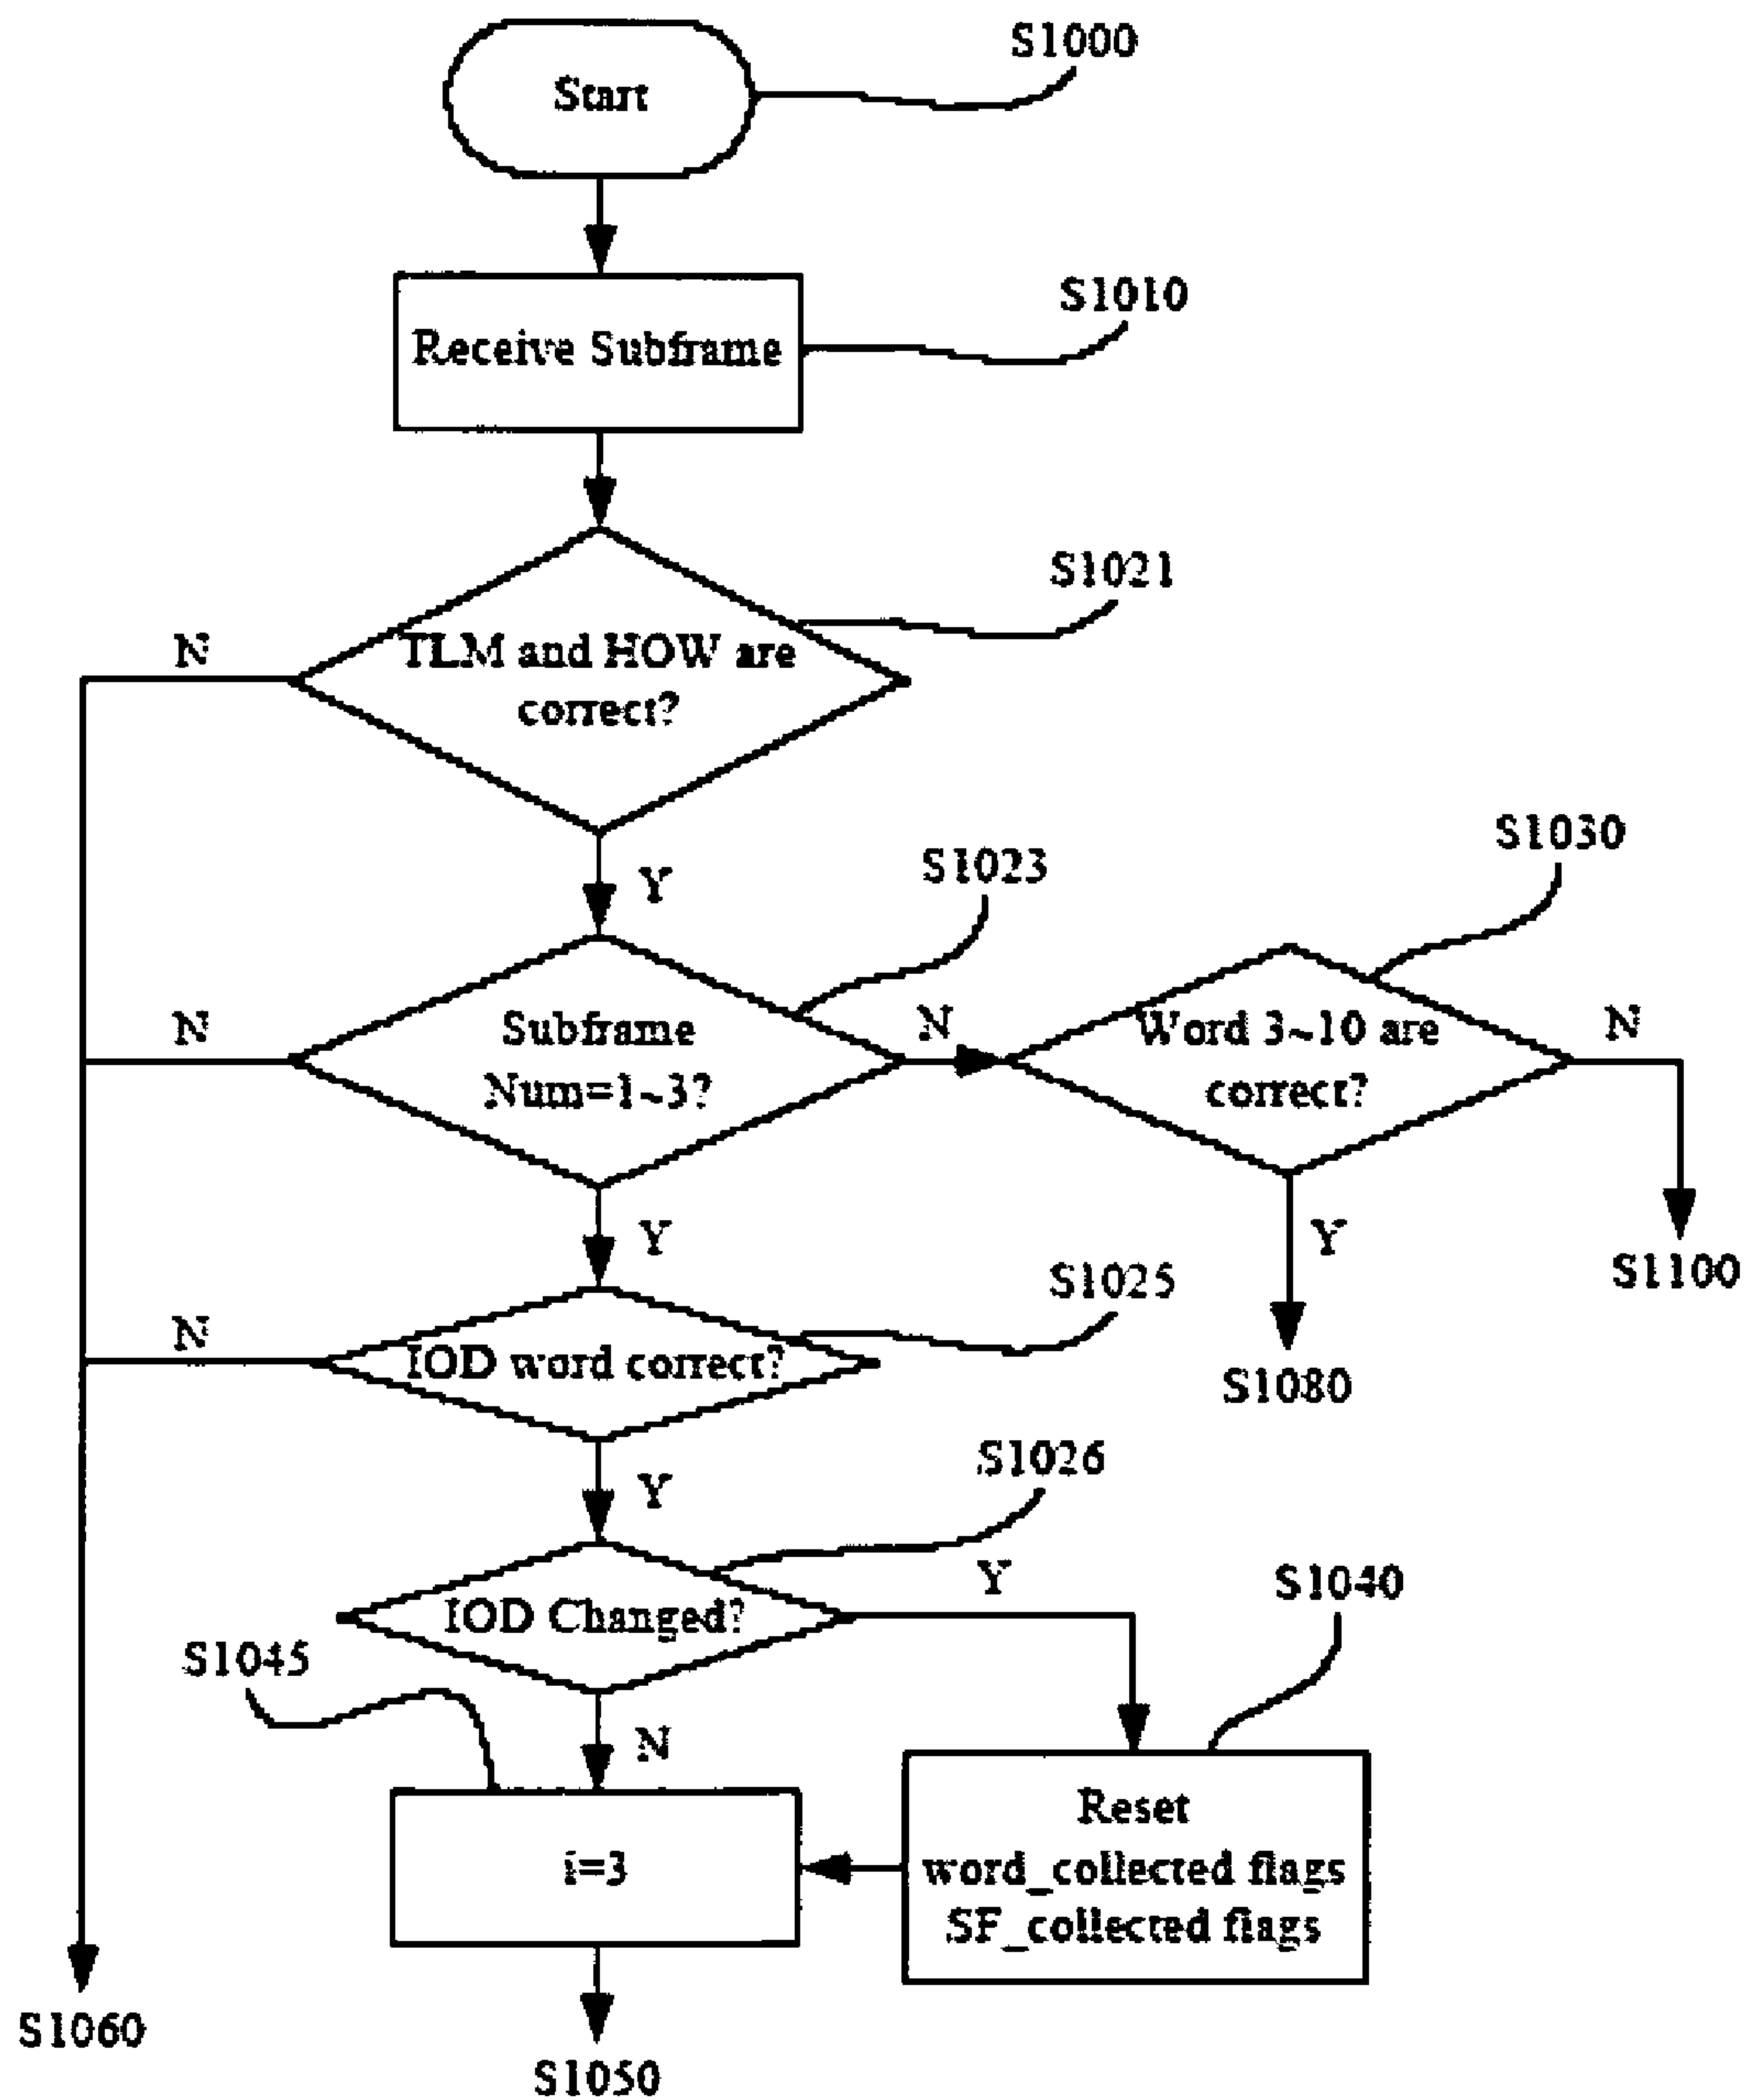 S1000
Start
S1010
Receive Subframe
S1021
N
TLM and HOW are
correct?
Y
S1023
S1030
N
Subframe
Num=1~3?
N
Word 3~10 are
correct?
N
Y
Y
S1100
S1080
S1025
N
IOD word correct?
Y
S1026
IOD Changed?
Y
S1040
S1045
N
i=3
Reset
word_collected flags
SF_collected flags
S1060
S1050